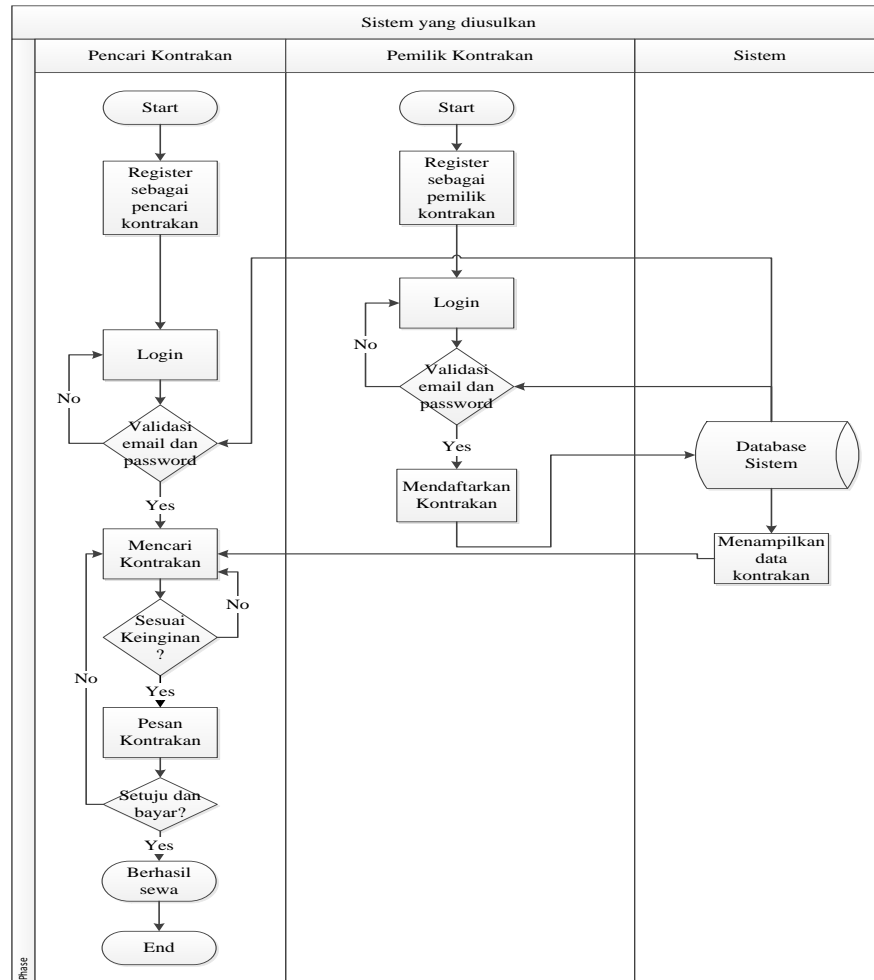 Sistem yang diusulkan
Pencari Kontrakan
Pemilik Kontrakan
Sistem
Start
Register
sebagai
pencari
kontrakan
Login
No
Validasi
email dan
password
Yes
Mencari
Kontrakan
No
Sesuai
Keinginan
?
No
Yes
Pesan
Kontrakan
Setuju dan
bayar?
Yes
Berhasil
sewa
End
Start
Register
sebagai
pemilik
kontrakan
Login
No
Validasi
email dan
password
Yes
Mendaftarkan
Kontrakan
Database
Sistem
Menampilkan
data
kontrakan
Phase